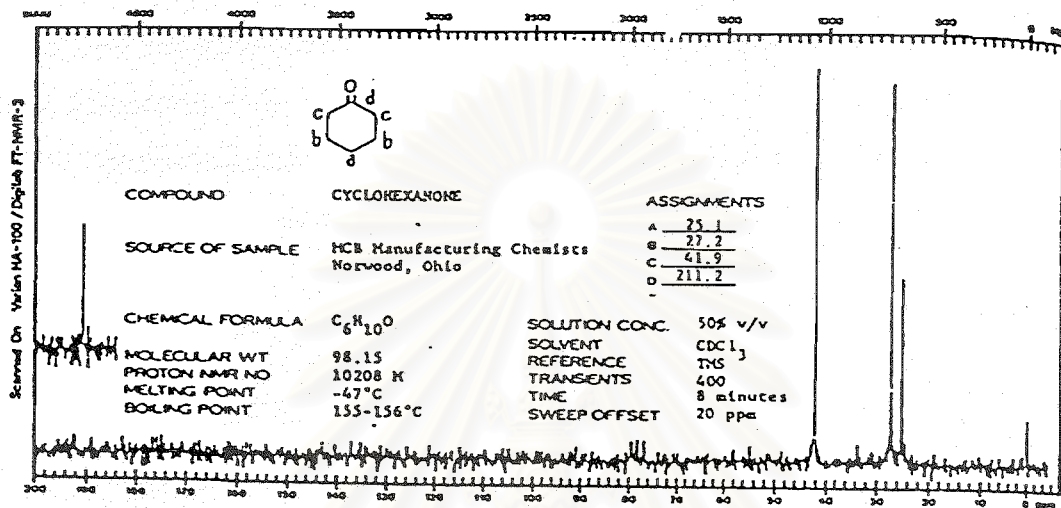 O
d
c c
b b
a
COMPOUND CYCLOHEXANONE
SOURCE OF SAMPLE MCB Manufacturing Chemists
Norwood, Ohio
CHEMICAL FORMULA C6H10O
MOLECULAR WT 98.15
PROTON NMR NO 10208 M
MELTING POINT -47°C
BOILING POINT 155-156°C
ASSIGNMENTS
A 25.1
B 27.2
C 41.9
D 211.2
SOLUTION CONC. 50% v/v
SOLVENT CDCl3
REFERENCE TMS
TRANSIENTS 400
TIME 8 minutes
SWEEP OFFSET 20 ppm
Scanned On Varian HA-100 / Digilab FT-NMR-3